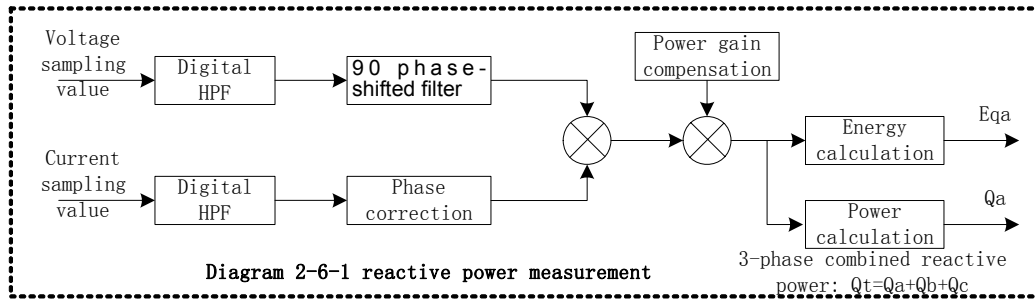 Voltage
sampling
value
Digital
HPF
90 phase-
shifted filter
Power gain
compensation
Energy
calculation
Eqa
Current
sampling
value
Digital
HPF
Phase
correction
Power
calculation
Qa
3-phase combined reactive
power: Qt=Qa+Qb+Qc
Diagram 2-6-1 reactive power measurement